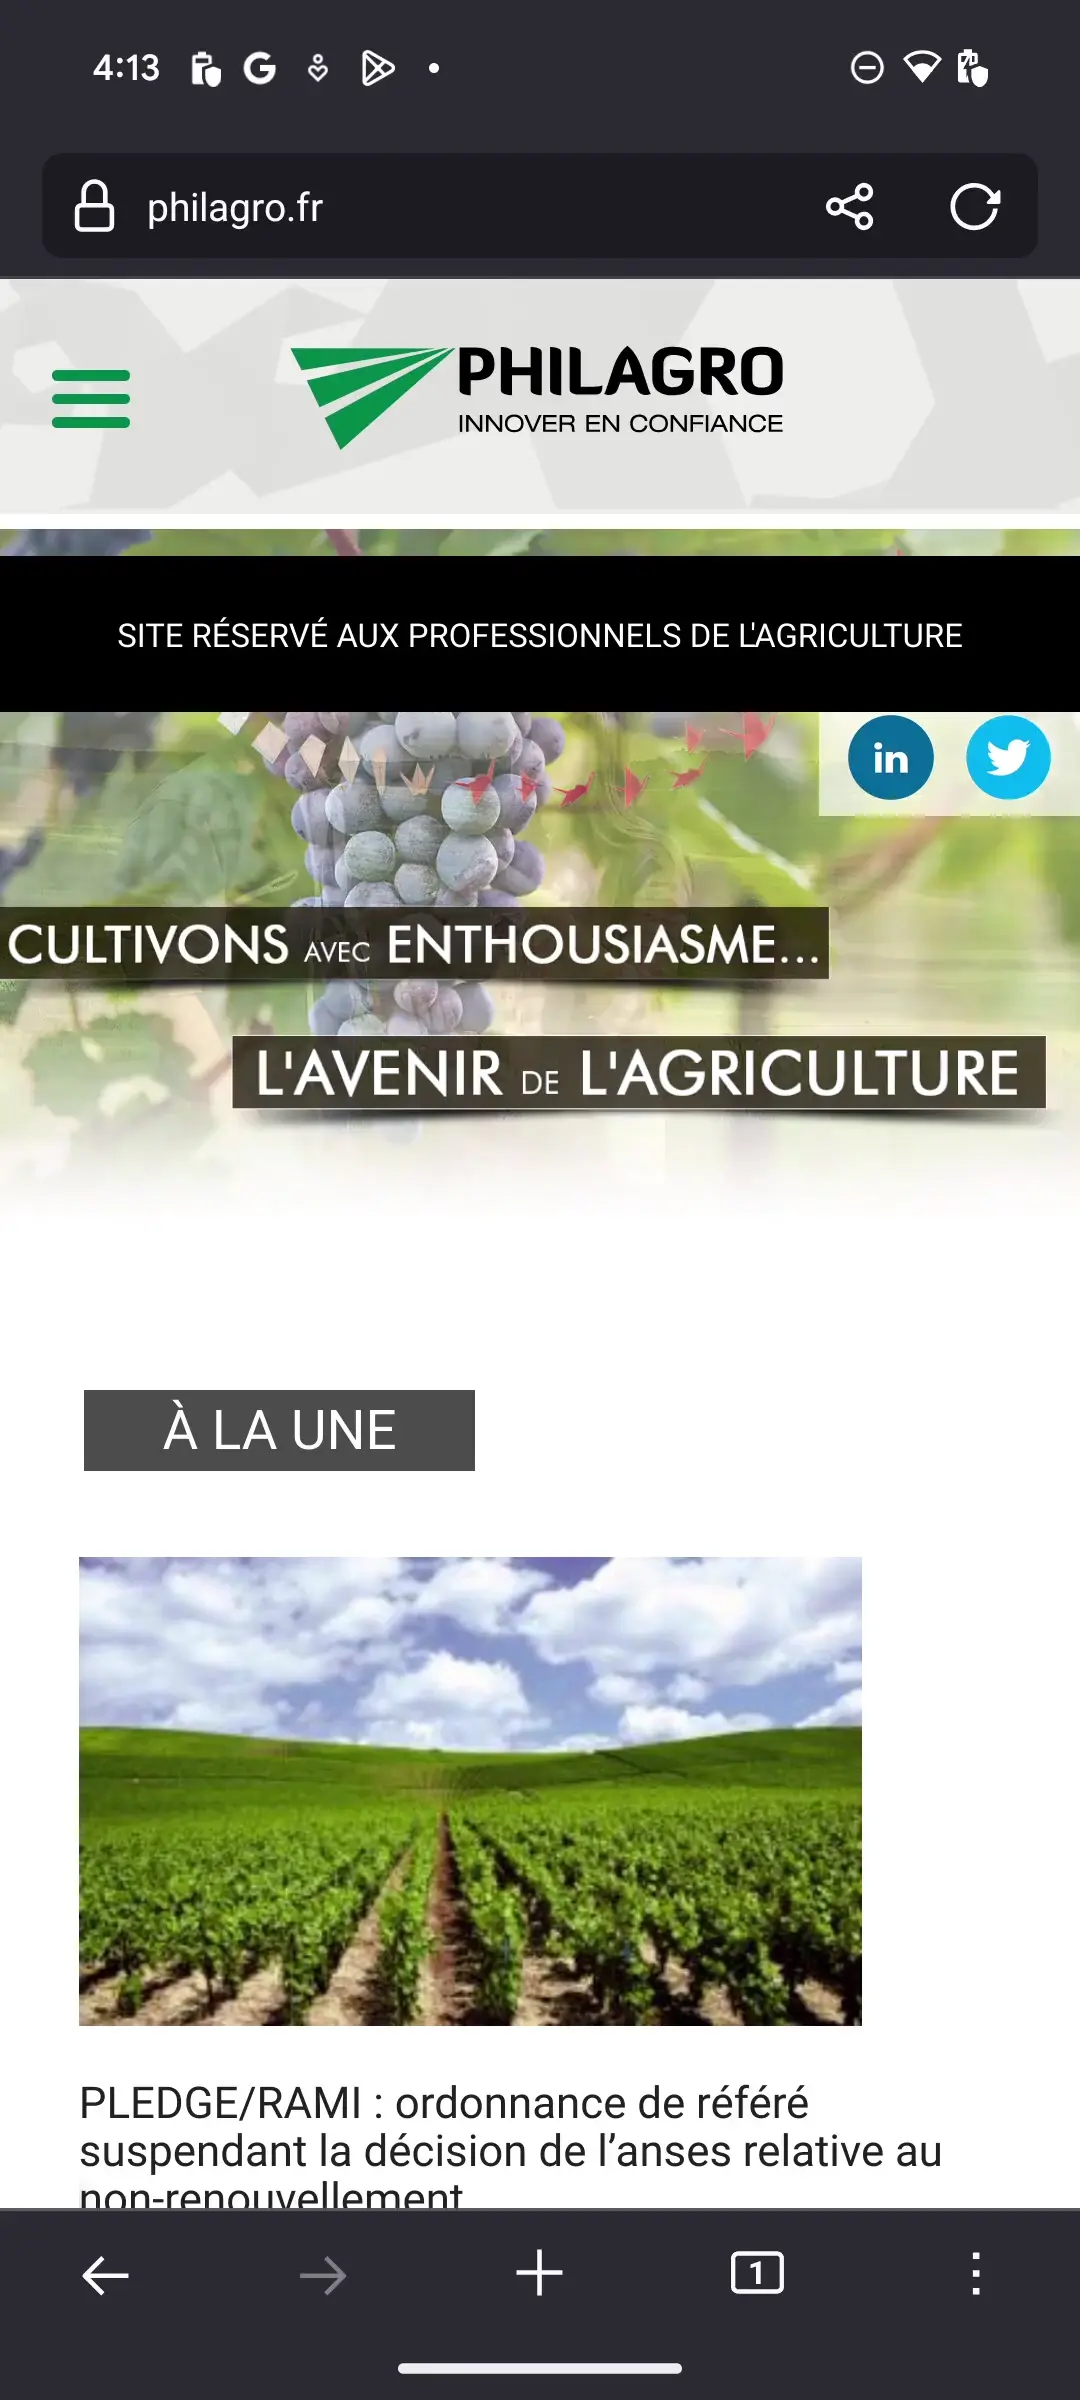 4:13
philagro.fr
PHILAGRO
INNOVER EN CONFIANCE
SITE RÉSERVÉ AUX PROFESSIONNELS DE L'AGRICULTURE
in
CULTIVONS AVEC ENTHOUSIASME...
L'AVENIR DE L'AGRICULTURE
À LA UNE
PLEDGE/RAMI : ordonnance de référé
suspendant la décision de l’anses relative au
non-renouvellement
1